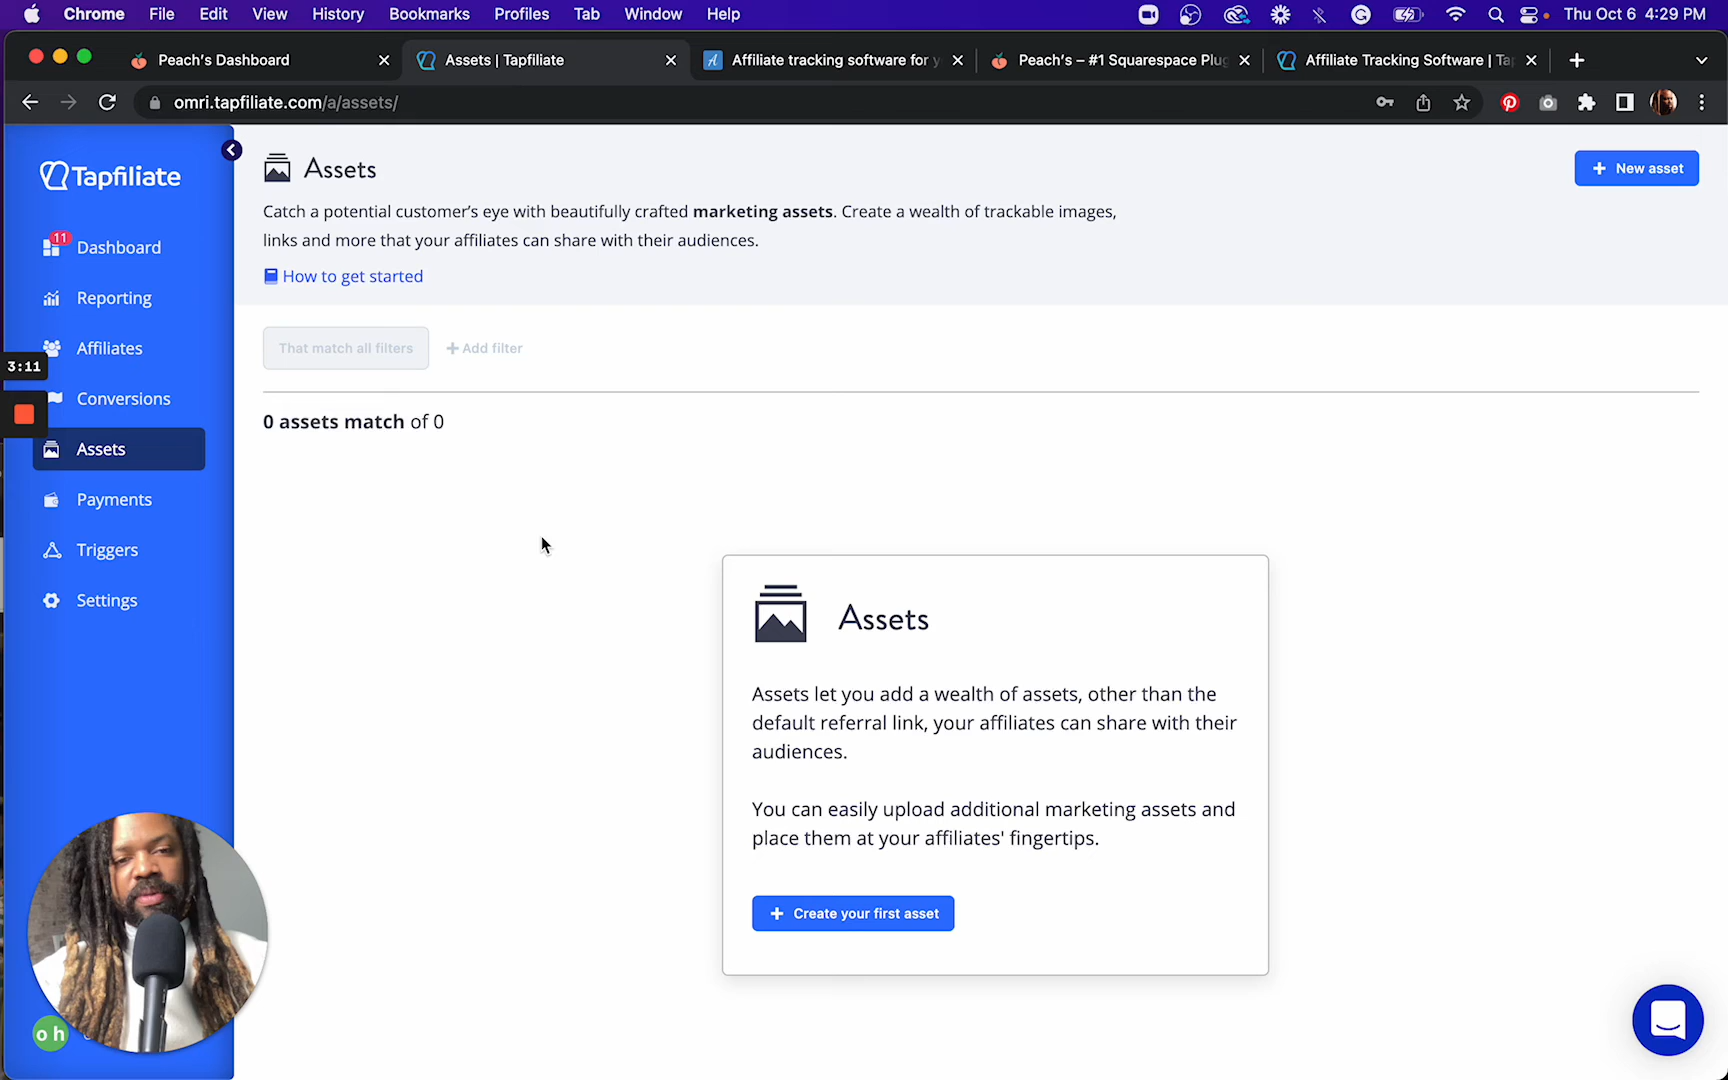 Chrome File Edit View History Bookmarks Profiles Tab Window Help Thu Oct 6 4:29 PM
Peach's Dashboard
Assets | Tapfiliate
Affiliate tracking software for
Peach's – #1 Squarespace Plug
Affiliate Tracking Software | Tap
omri.tapfiliate.com/a/assets/
Tapfiliate
11
Dashboard
Reporting
Affiliates
3:11
Conversions
Assets
Payments
Triggers
Settings
o h
Assets
New asset
Catch a potential customer's eye with beautifully crafted marketing assets. Create a wealth of trackable images,
links and more that your affiliates can share with their audiences.
How to get started
That match all filters
+ Add filter
0 assets match of 0
Assets
Assets let you add a wealth of assets, other than the
default referral link, your affiliates can share with their
audiences.
You can easily upload additional marketing assets and
place them at your affiliates' fingertips.
+ Create your first asset